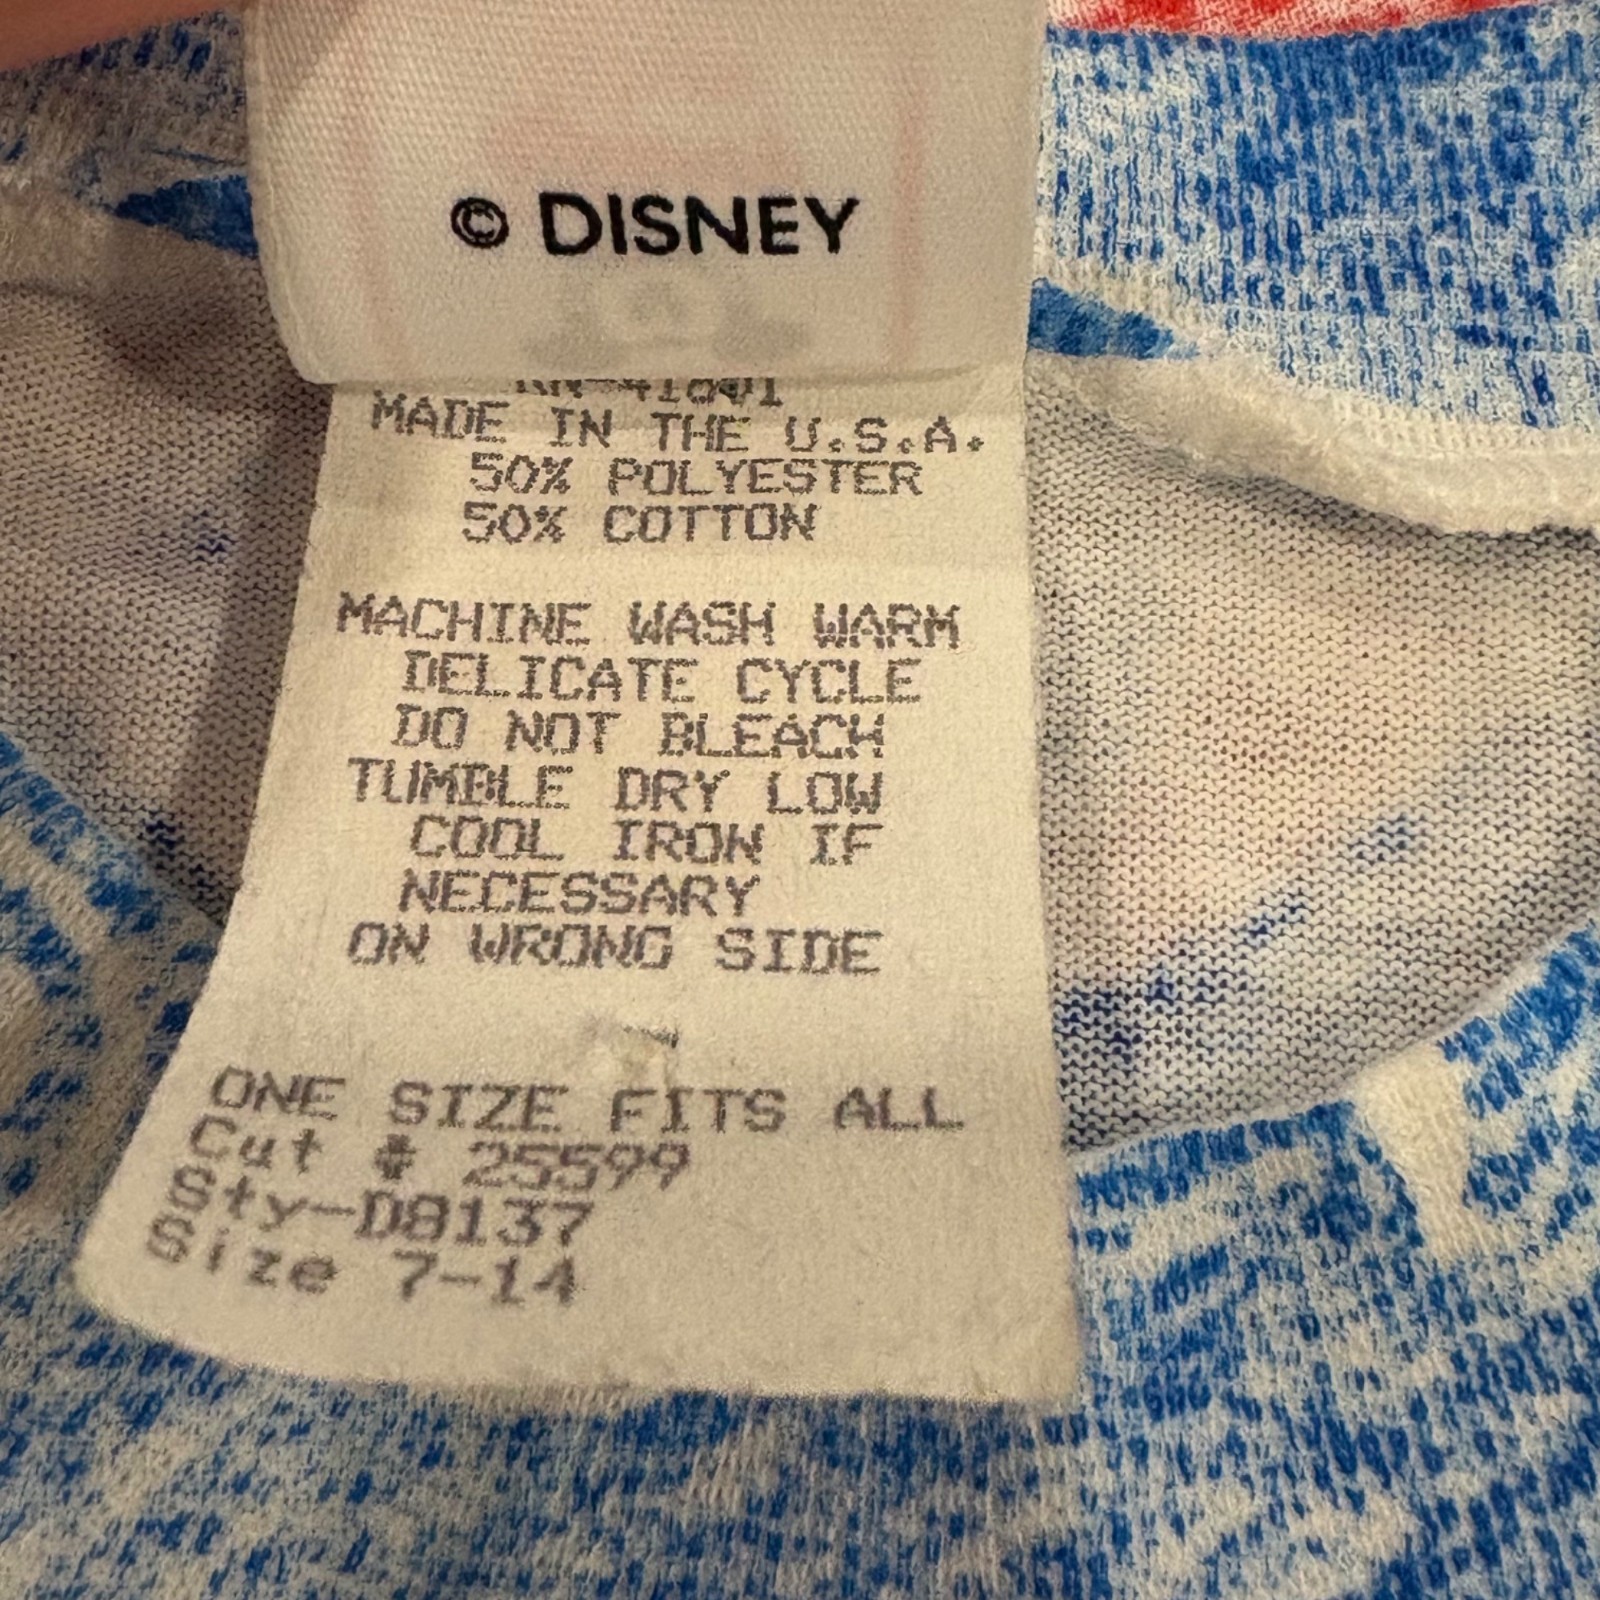 © DISNEY
MADE IN THE U.S.A.
50% POLYESTER
50% COTTON
MACHINE WASH WARM
DELICATE CYCLE
DO NOT BLEACH
TUMBLE DRY LOW
COOL IRON IF
NECESSARY
ON WRONG SIDE
ONE SIZE FITS ALL
Cut # 25599
Sty-D8137
Size 7-14